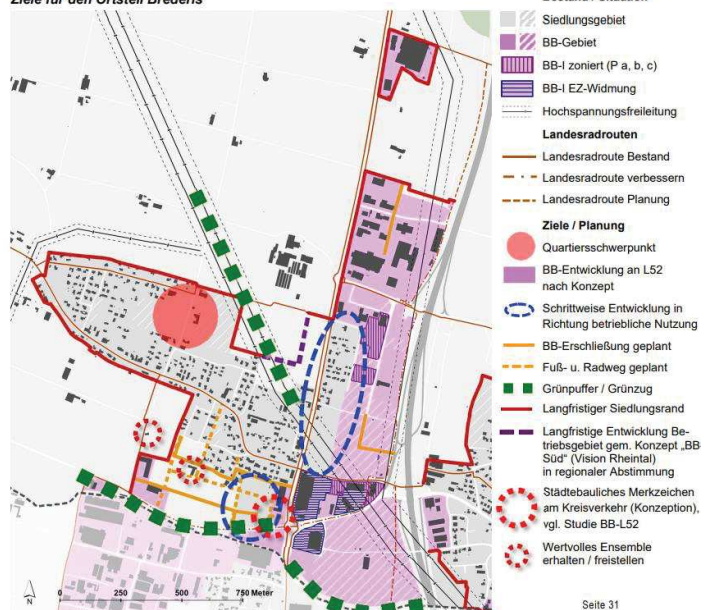 Ziele für den Ortsteil Brederis
Siedlungsgebiet
BB-Gebiet
BB-I zoniert (P a, b, c)
BB-I EZ-Widmung
Hochspannungsfreileitung
Landesradrouten
Landesradroute Bestand
Landesradroute verbessern
Landesradroute Planung
Ziele / Planung
Quartiersschwerpunkt
BB-Entwicklung an L52
nach Konzept
Schrittweise Entwicklung in
Richtung betriebliche Nutzung
BB-Erschließung geplant
Fuß- u. Radweg geplant
Grünpuffer / Grünzug
Langfristiger Siedlungsrand
Langfristige Entwicklung Be-
triebsgebiet gem. Konzept „BB-
Süd“ (Vision Rheintal)
in regionaler Abstimmung
Städtebauliches Merkzeichen
am Kreisverkehr (Konzeption),
vgl. Studie BB-L52
Wertvolles Ensemble
erhalten / freistellen
N
0 250 500 750 Meter
Seite 31